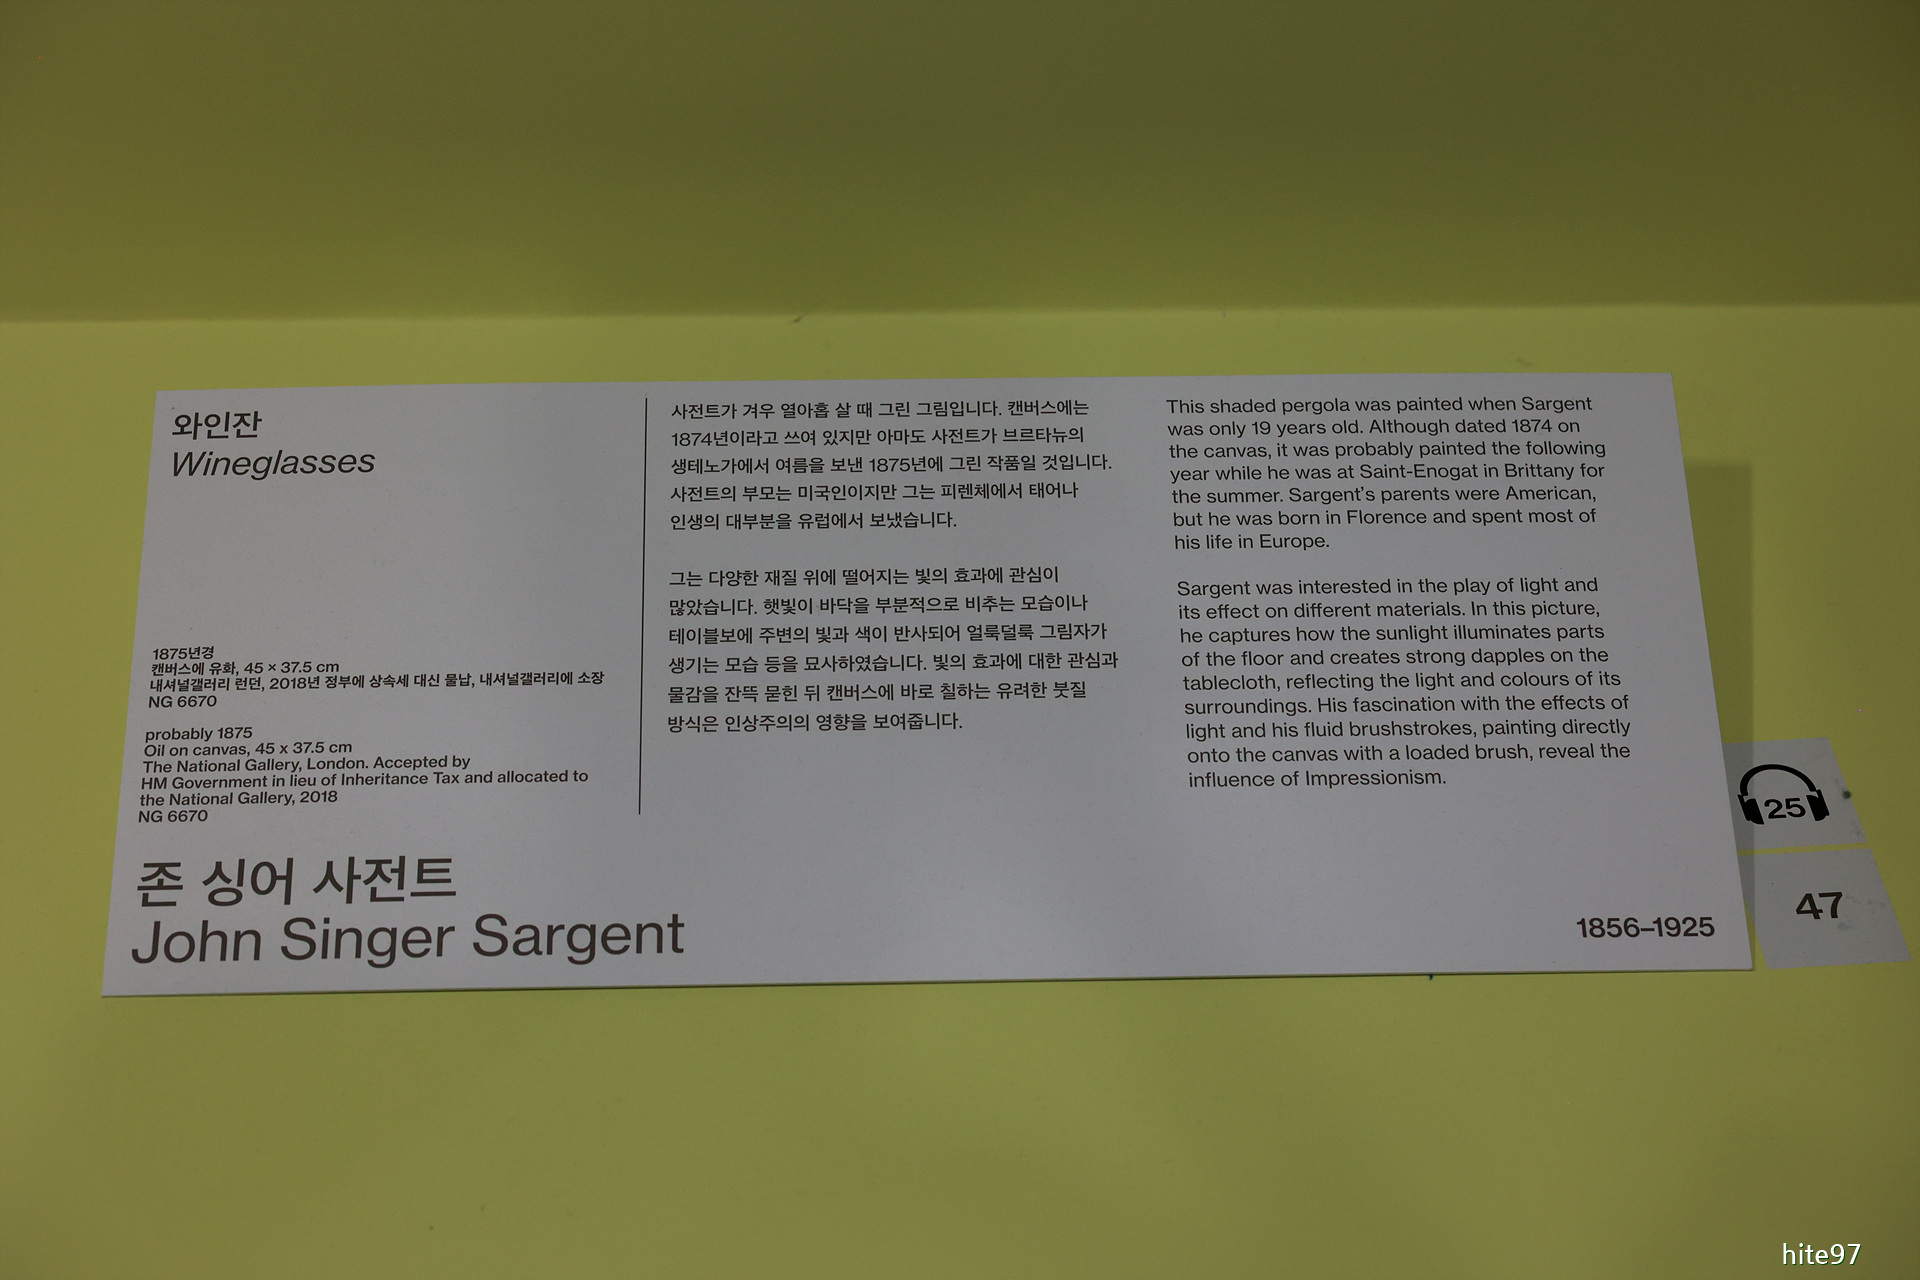 와인잔
Wineglasses
1875년경
캔버스에 유화, 45 × 37.5 cm
내셔널갤러리 런던, 2018년 정부에 상속세 대신 물납, 내셔널갤러리에 소장
NG 6670
probably 1875
Oil on canvas, 45 x 37.5 cm
The National Gallery, London. Accepted by
HM Government in lieu of Inheritance Tax and allocated to
the National Gallery, 2018
NG 6670
사전트가 겨우 열아홉 살 때 그린 그림입니다. 캔버스에는
1874년이라고 쓰여 있지만 아마도 사전트가 브르타뉴의
생테노가에서 여름을 보낸 1875년에 그린 작품일 것입니다.
사전트의 부모는 미국인이지만 그는 피렌체에서 태어나
인생의 대부분을 유럽에서 보냈습니다.
그는 다양한 재질 위에 떨어지는 빛의 효과에 관심이
많았습니다. 햇빛이 바닥을 부분적으로 비추는 모습이나
테이블보에 주변의 빛과 색이 반사되어 얼룩덜룩 그림자가
생기는 모습 등을 묘사하였습니다. 빛의 효과에 대한 관심과
물감을 잔뜩 묻힌 뒤 캔버스에 바로 칠하는 유려한 붓질
방식은 인상주의의 영향을 보여줍니다.
This shaded pergola was painted when Sargent
was only 19 years old. Although dated 1874 on
the canvas, it was probably painted the following
year while he was at Saint-Enogat in Brittany for
the summer. Sargent's parents were American,
but he was born in Florence and spent most of
his life in Europe.
Sargent was interested in the play of light and
its effect on different materials. In this picture,
he captures how the sunlight illuminates parts
of the floor and creates strong dapples on the
tablecloth, reflecting the light and colours of its
surroundings. His fascination with the effects of
light and his fluid brushstrokes, painting directly
onto the canvas with a loaded brush, reveal the
influence of Impressionism.
존 싱어 사전트
John Singer Sargent
1856–1925
25
47
hite97